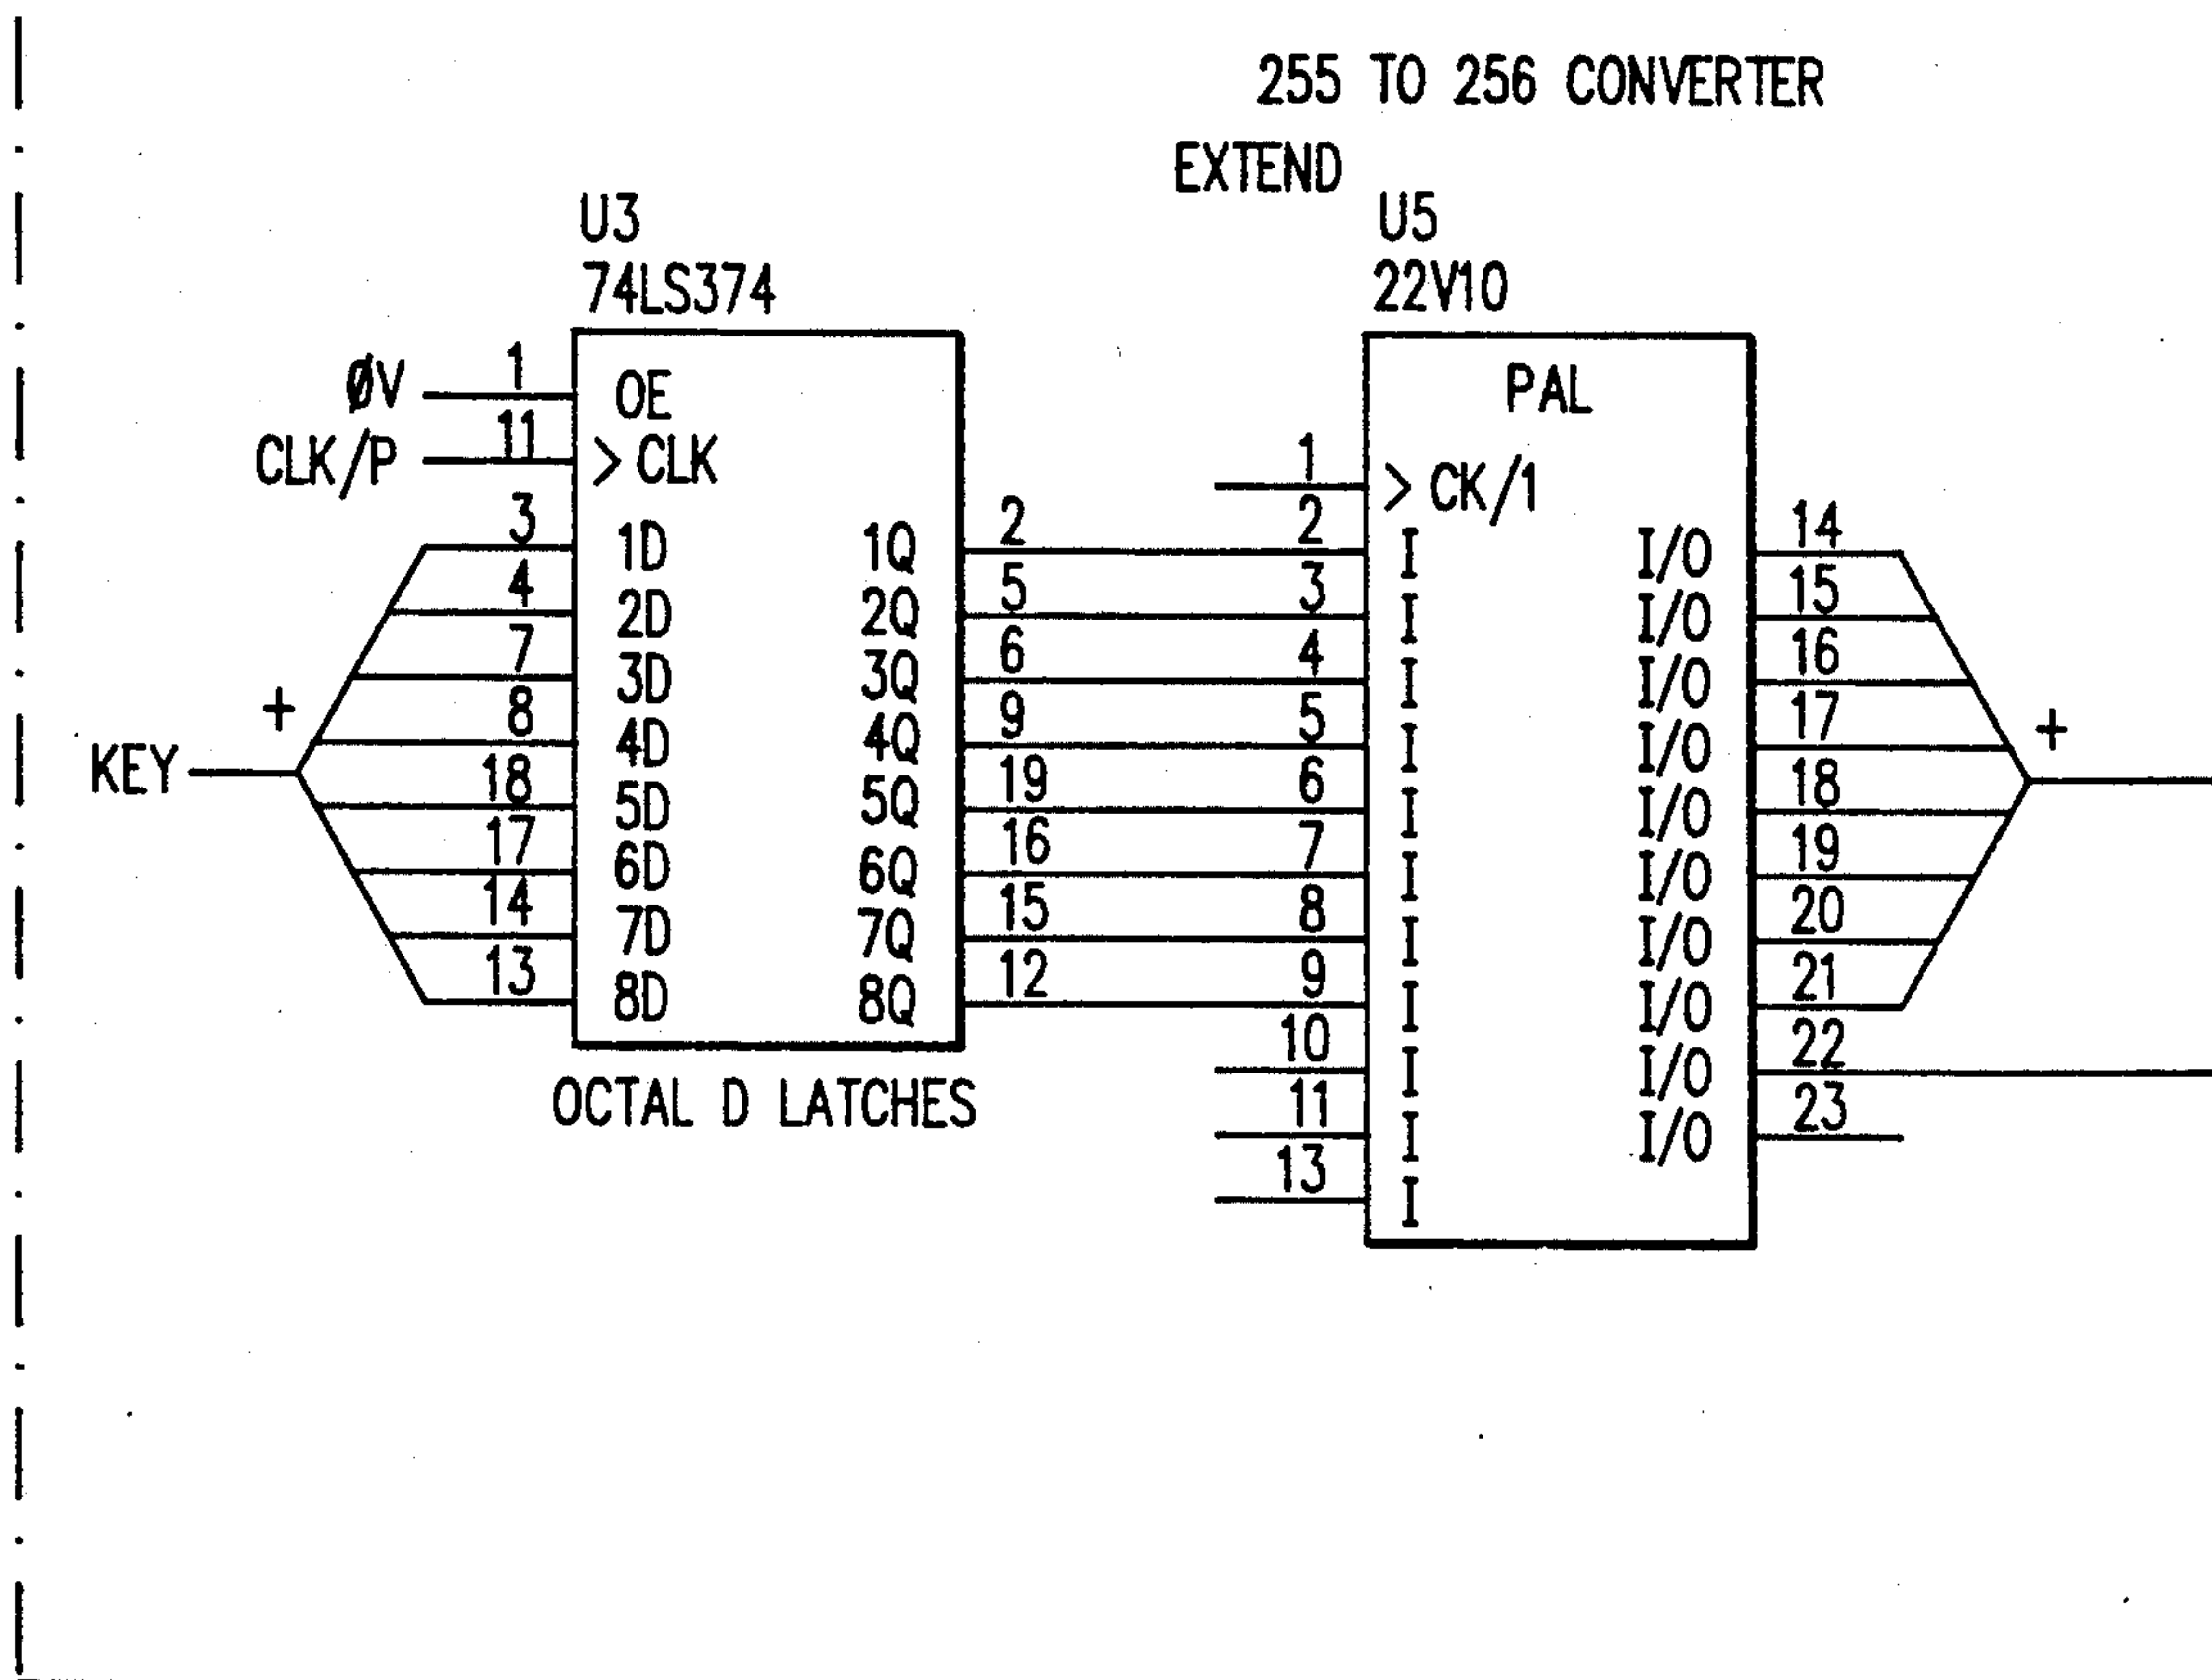 255 TO 256 CONVERTER
EXTEND
U3
74LS374
U5
22V10
PAL
ØV 1 OE
CLK/P 11 >CLK
1 >CK/1
3 1D 1Q 2 2 I I/O 14
4 2D 2Q 5 3 I I/O 15
7 3D 3Q 6 4 I I/O 16
+ 8 4D 4Q 9 5 I I/O 17 +
KEY
18 5D 5Q 19 6 I I/O 18
17 6D 6Q 16 7 I I/O 19
14 7D 7Q 15 8 I I/O 20
13 8D 8Q 12 9 I I/O 21
10 I I/O 22
OCTAL D LATCHES
11 I I/O 23
13 I